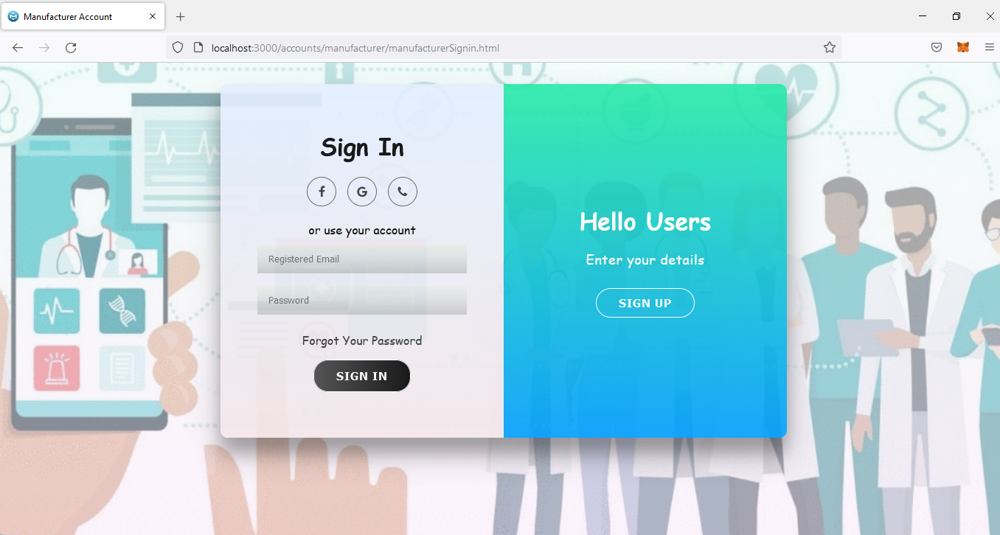 Manufacturer Account
localhost:3000/accounts/manufacturer/manufacturerSignin.html
Sign In
or use your account
Registered Email
Password
Forgot Your Password
SIGN IN
Hello Users
Enter your details
SIGN UP